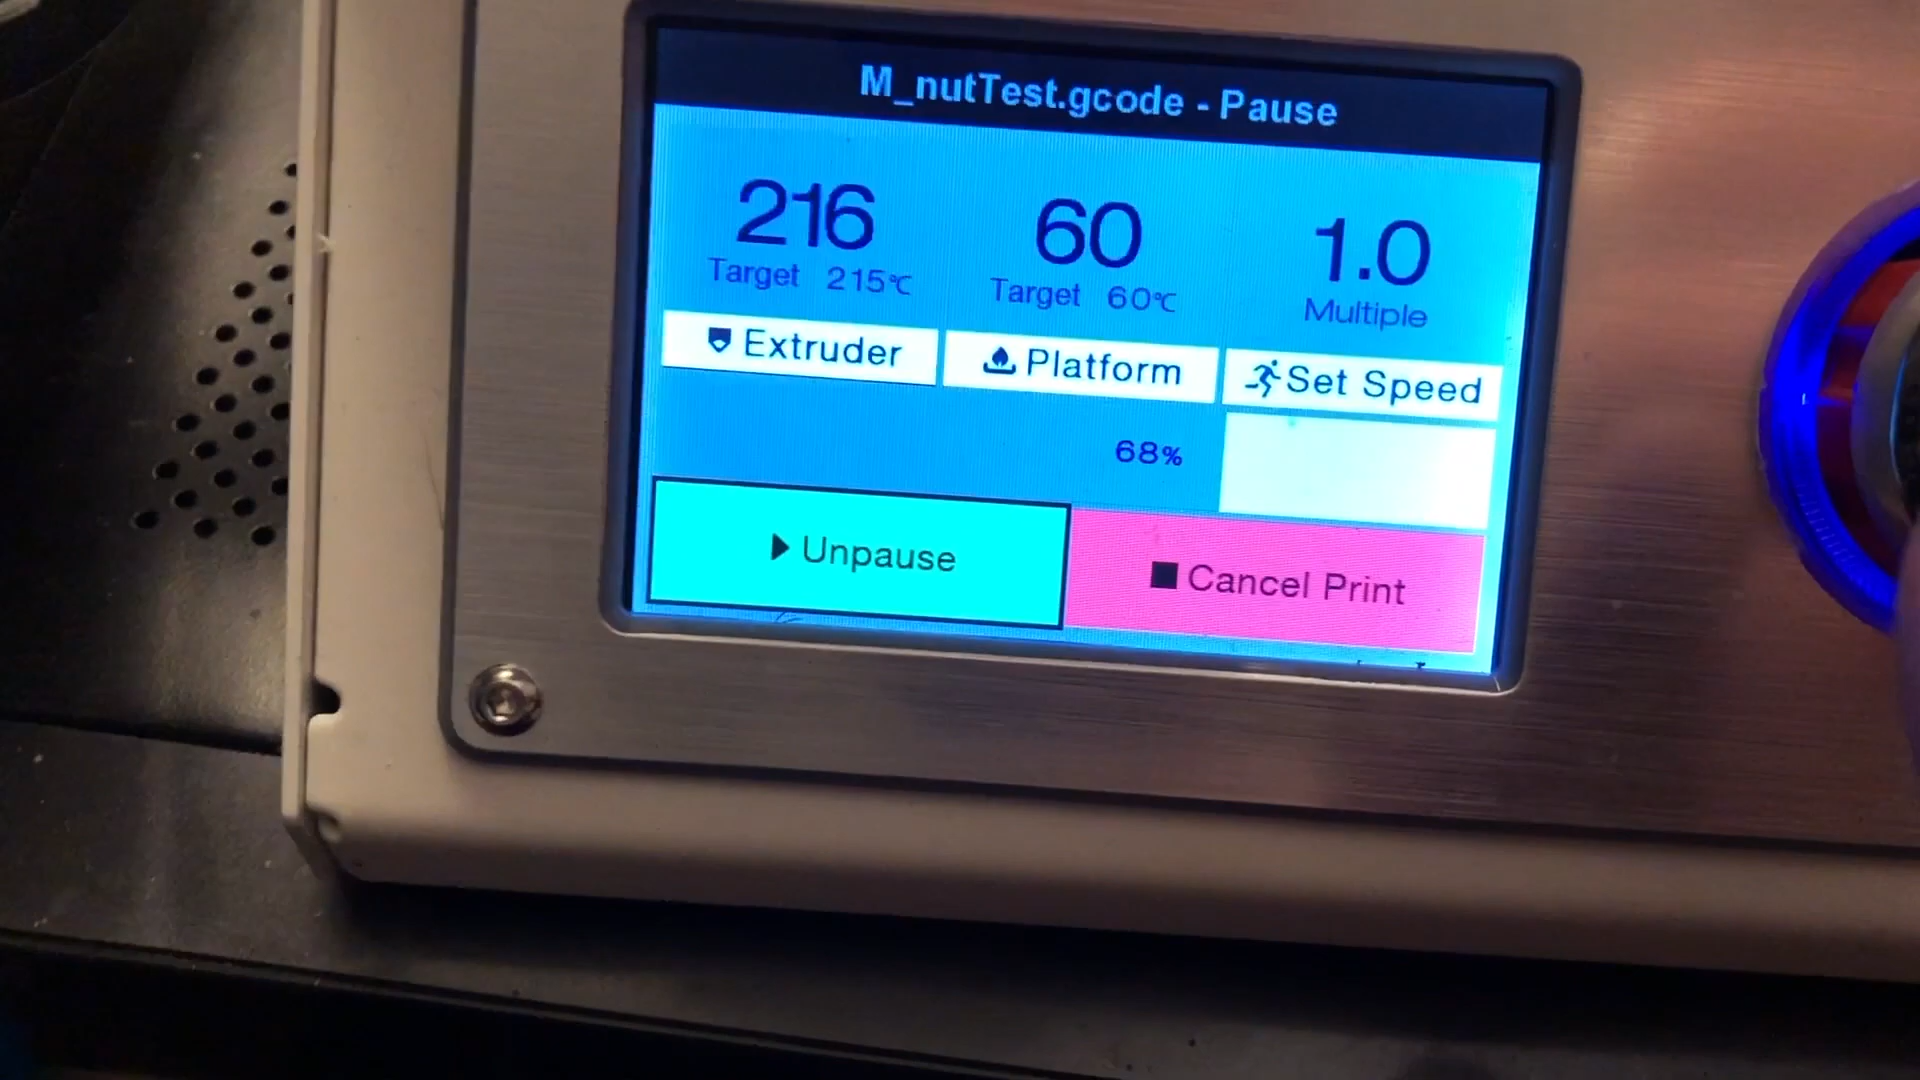 M_nutTest.gcode - Pause
216 60 1.0
Target 215℃ Target 60℃ Multiple
Extruder Platform Set Speed
68%
Unpause Cancel Print